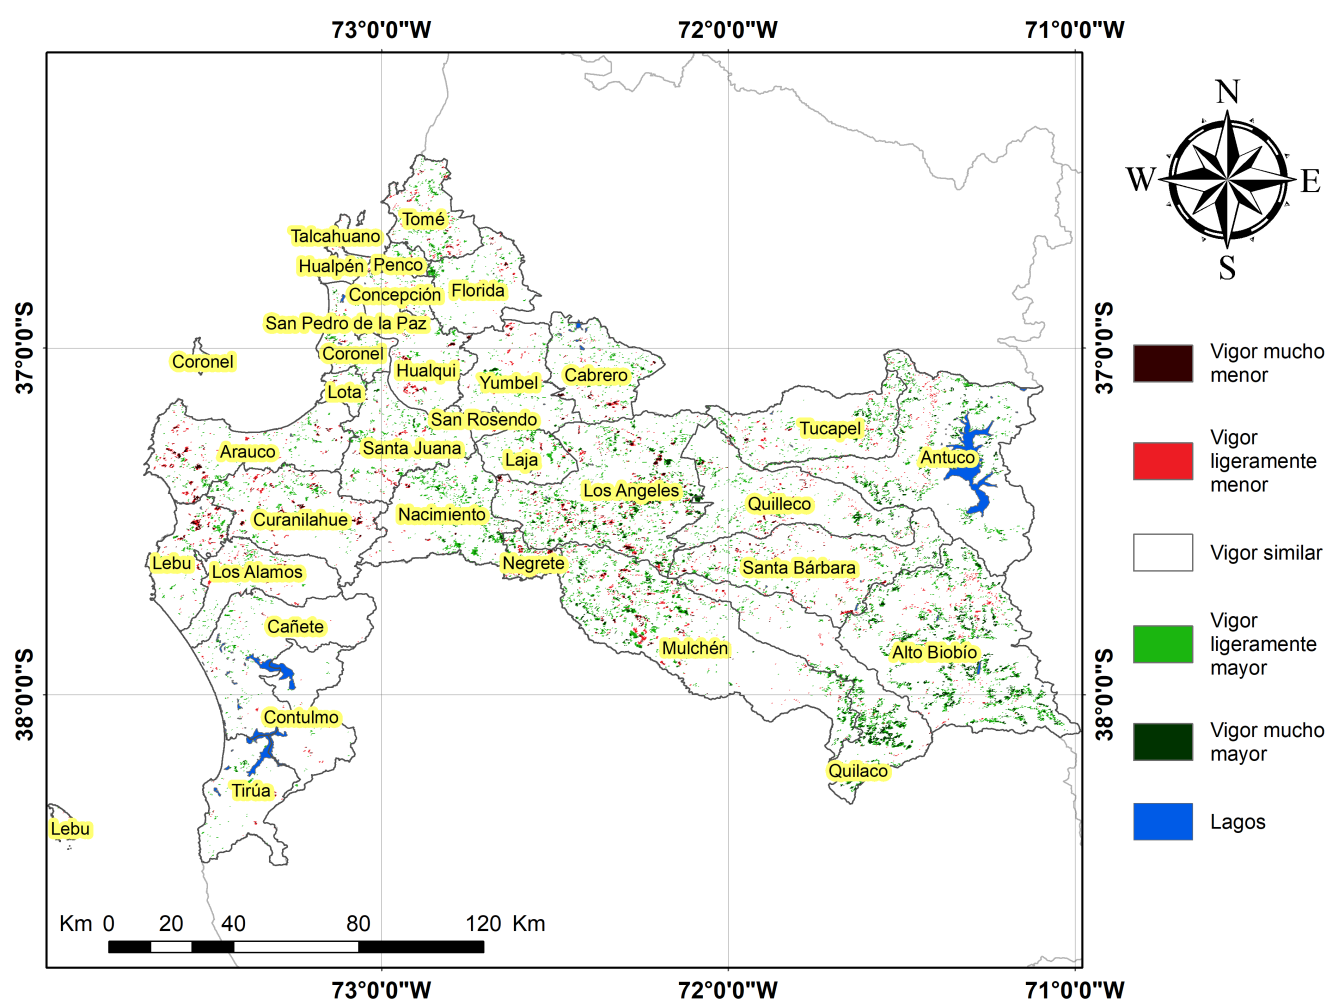 73°0'0"W 72°0'0"W 71°0'0"W
N
W E
S
37°0'0"S 37°0'0"S
38°0'0"S 38°0'0"S
Tomé
Talcahuano
Hualpén Penco
Concepción Florida
San Pedro de la Paz
Coronel Coronel
Hualqui Yumbel Cabrero
Lota
San Rosendo
Tucapel
Arauco Santa Juana Laja Antuco
Los Angeles
Quilleco
Curanilahue Nacimiento
Lebu Los Alamos Negrete Santa Bárbara
Cañete
Mulchén Alto Biobío
Contulmo
Quilaco
Tirúa
Lebu
Km 0 20 40 80 120 Km
73°0'0"W 72°0'0"W 71°0'0"W
Vigor mucho
menor
Vigor
ligeramente
menor
Vigor similar
Vigor
ligeramente
mayor
Vigor mucho
mayor
Lagos